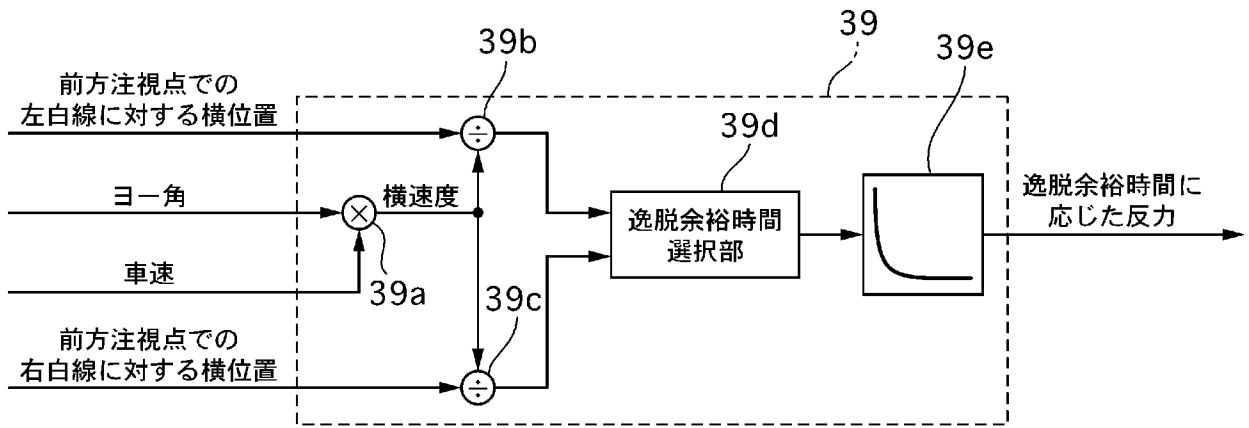 39
39b
39e
前方注視点での
左白線に対する横位置
39d
ヨー角
横速度
逸脱余裕時間
選択部
逸脱余裕時間に
応じた反力
車速
39a
39c
前方注視点での
右白線に対する横位置